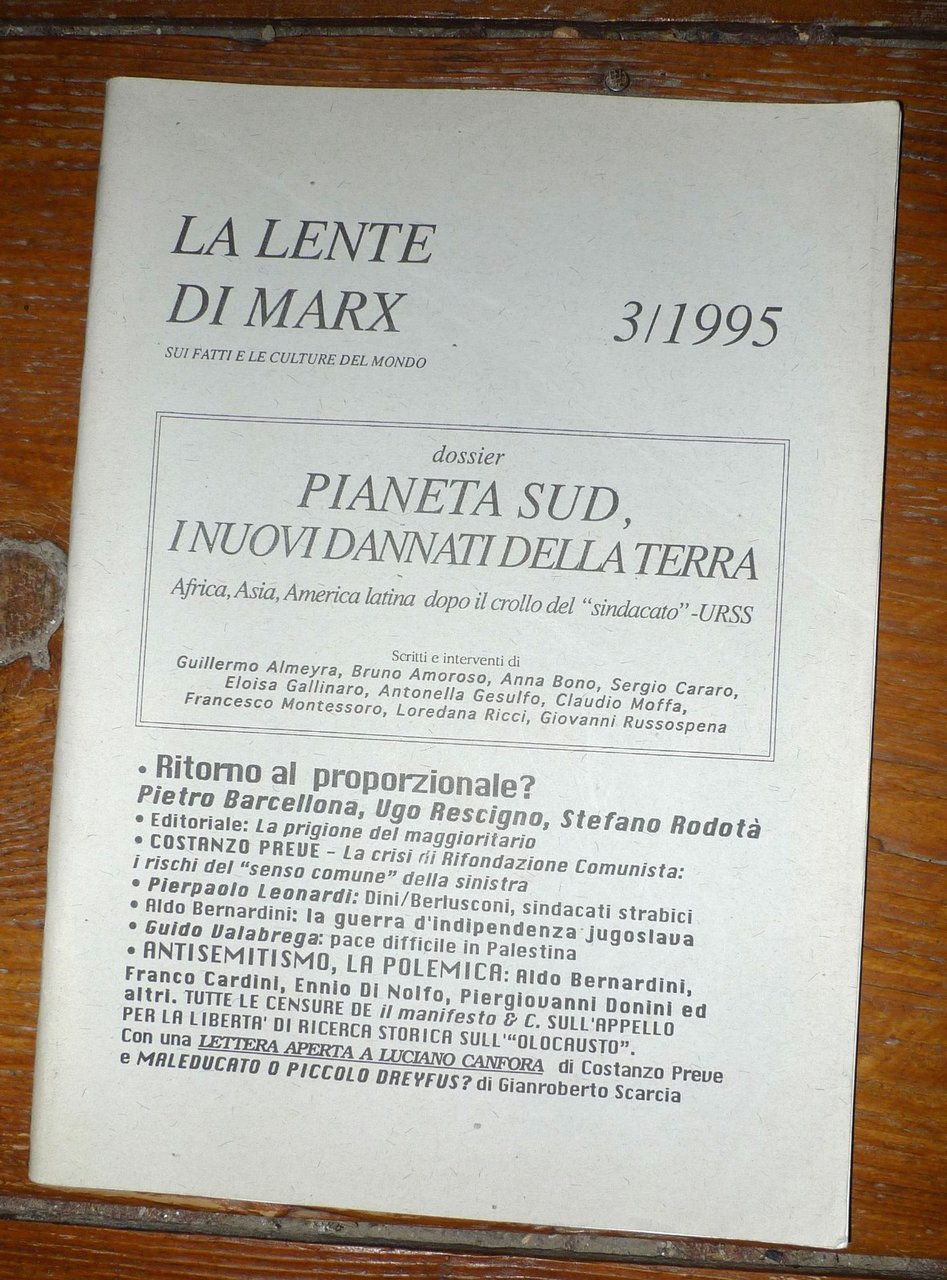 LA LENTE
DI MARX
3/1995
SUI FATTI E LE CULTURE DEL MONDO
dossier
PIANETA SUD,
I NUOVI DANNATI DELLA TERRA
Africa, Asia, America latina dopo il crollo del “sindacato”-URSS
Scritti e interventi di
Guillermo Almeyra, Bruno Amoroso, Anna Bono, Sergio Cararo,
Eloisa Gallinaro, Antonella Gesulfo, Claudio Moffa,
Francesco Montessoro, Loredana Ricci, Giovanni Russospena
• Ritorno al proporzionale?
Pietro Barcellona, Ugo Rescigno, Stefano Rodotà
• Editoriale: La prigione del maggioritario
• COSTANZO PREVE - La crisi di Rifondazione Comunista:
i rischi del “senso comune” della sinistra
• Pierpaolo Leonardi: Dini/Berlusconi, sindacati strabici
• Aldo Bernardini: la guerra d'indipendenza jugoslava
• Guido Valabrega: pace difficile in Palestina
• ANTISEMITISMO, LA POLEMICA: Aldo Bernardini,
Franco Cardini, Ennio Di Nolfo, Piergiovanni Donini ed
altri. TUTTE LE CENSURE DE il manifesto & C. SULL'APPELLO
PER LA LIBERTA' DI RICERCA STORICA SULL'“OLOCAUSTO”.
Con una LETTERA APERTA A LUCIANO CANFORA di Costanzo Preve
e MALEDUCATO O PICCOLO DREYFUS? di Gianroberto Scarcia